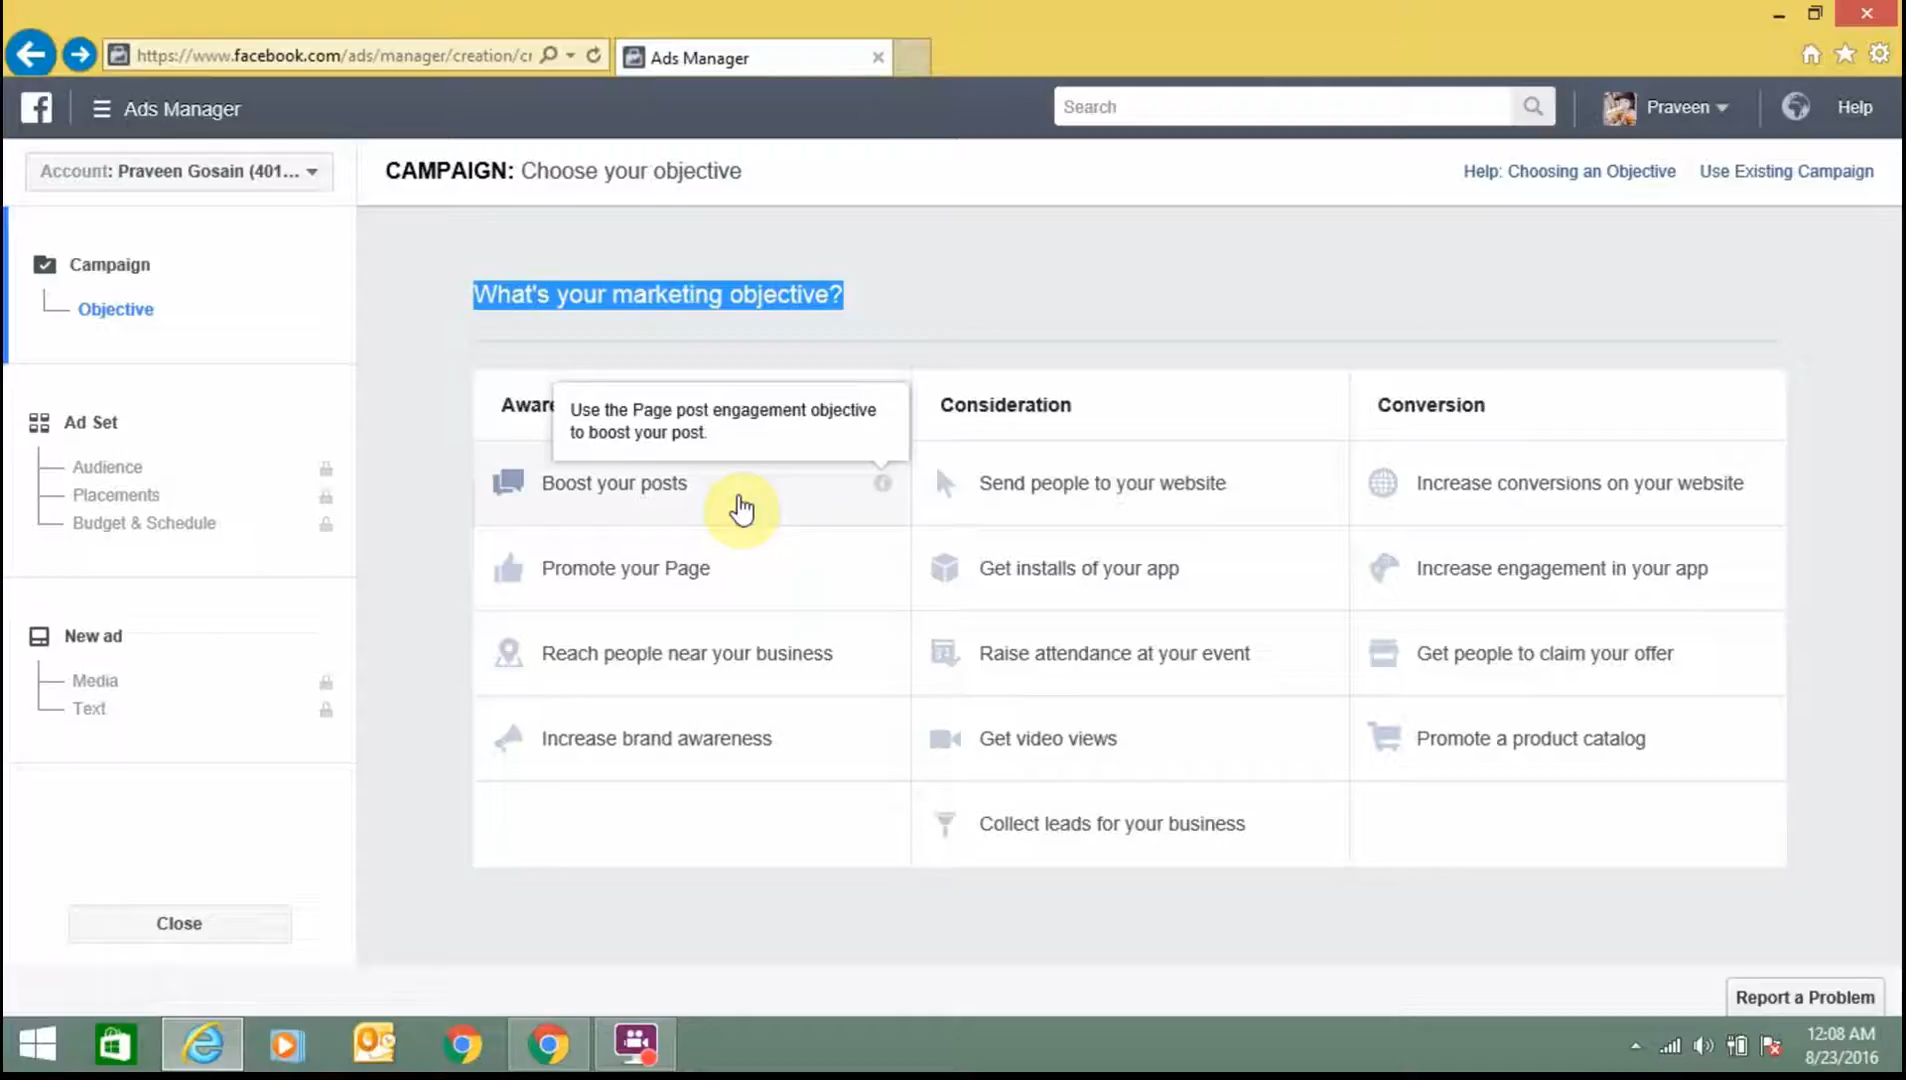 https://www.facebook.com/ads/manager/creation/cr
Ads Manager
Ads Manager
Search
Praveen
Help
Account: Praveen Gosain (401...
CAMPAIGN: Choose your objective
Help: Choosing an Objective
Use Existing Campaign
Campaign
Objective
Ad Set
Audience
Placements
Budget & Schedule
New ad
Media
Text
Close
What's your marketing objective?
Use the Page post engagement objective
to boost your post.
Consideration
Conversion
Boost your posts
Send people to your website
Increase conversions on your website
Promote your Page
Get installs of your app
Increase engagement in your app
Reach people near your business
Raise attendance at your event
Get people to claim your offer
Increase brand awareness
Get video views
Promote a product catalog
Collect leads for your business
Report a Problem
12:08 AM
8/23/2016